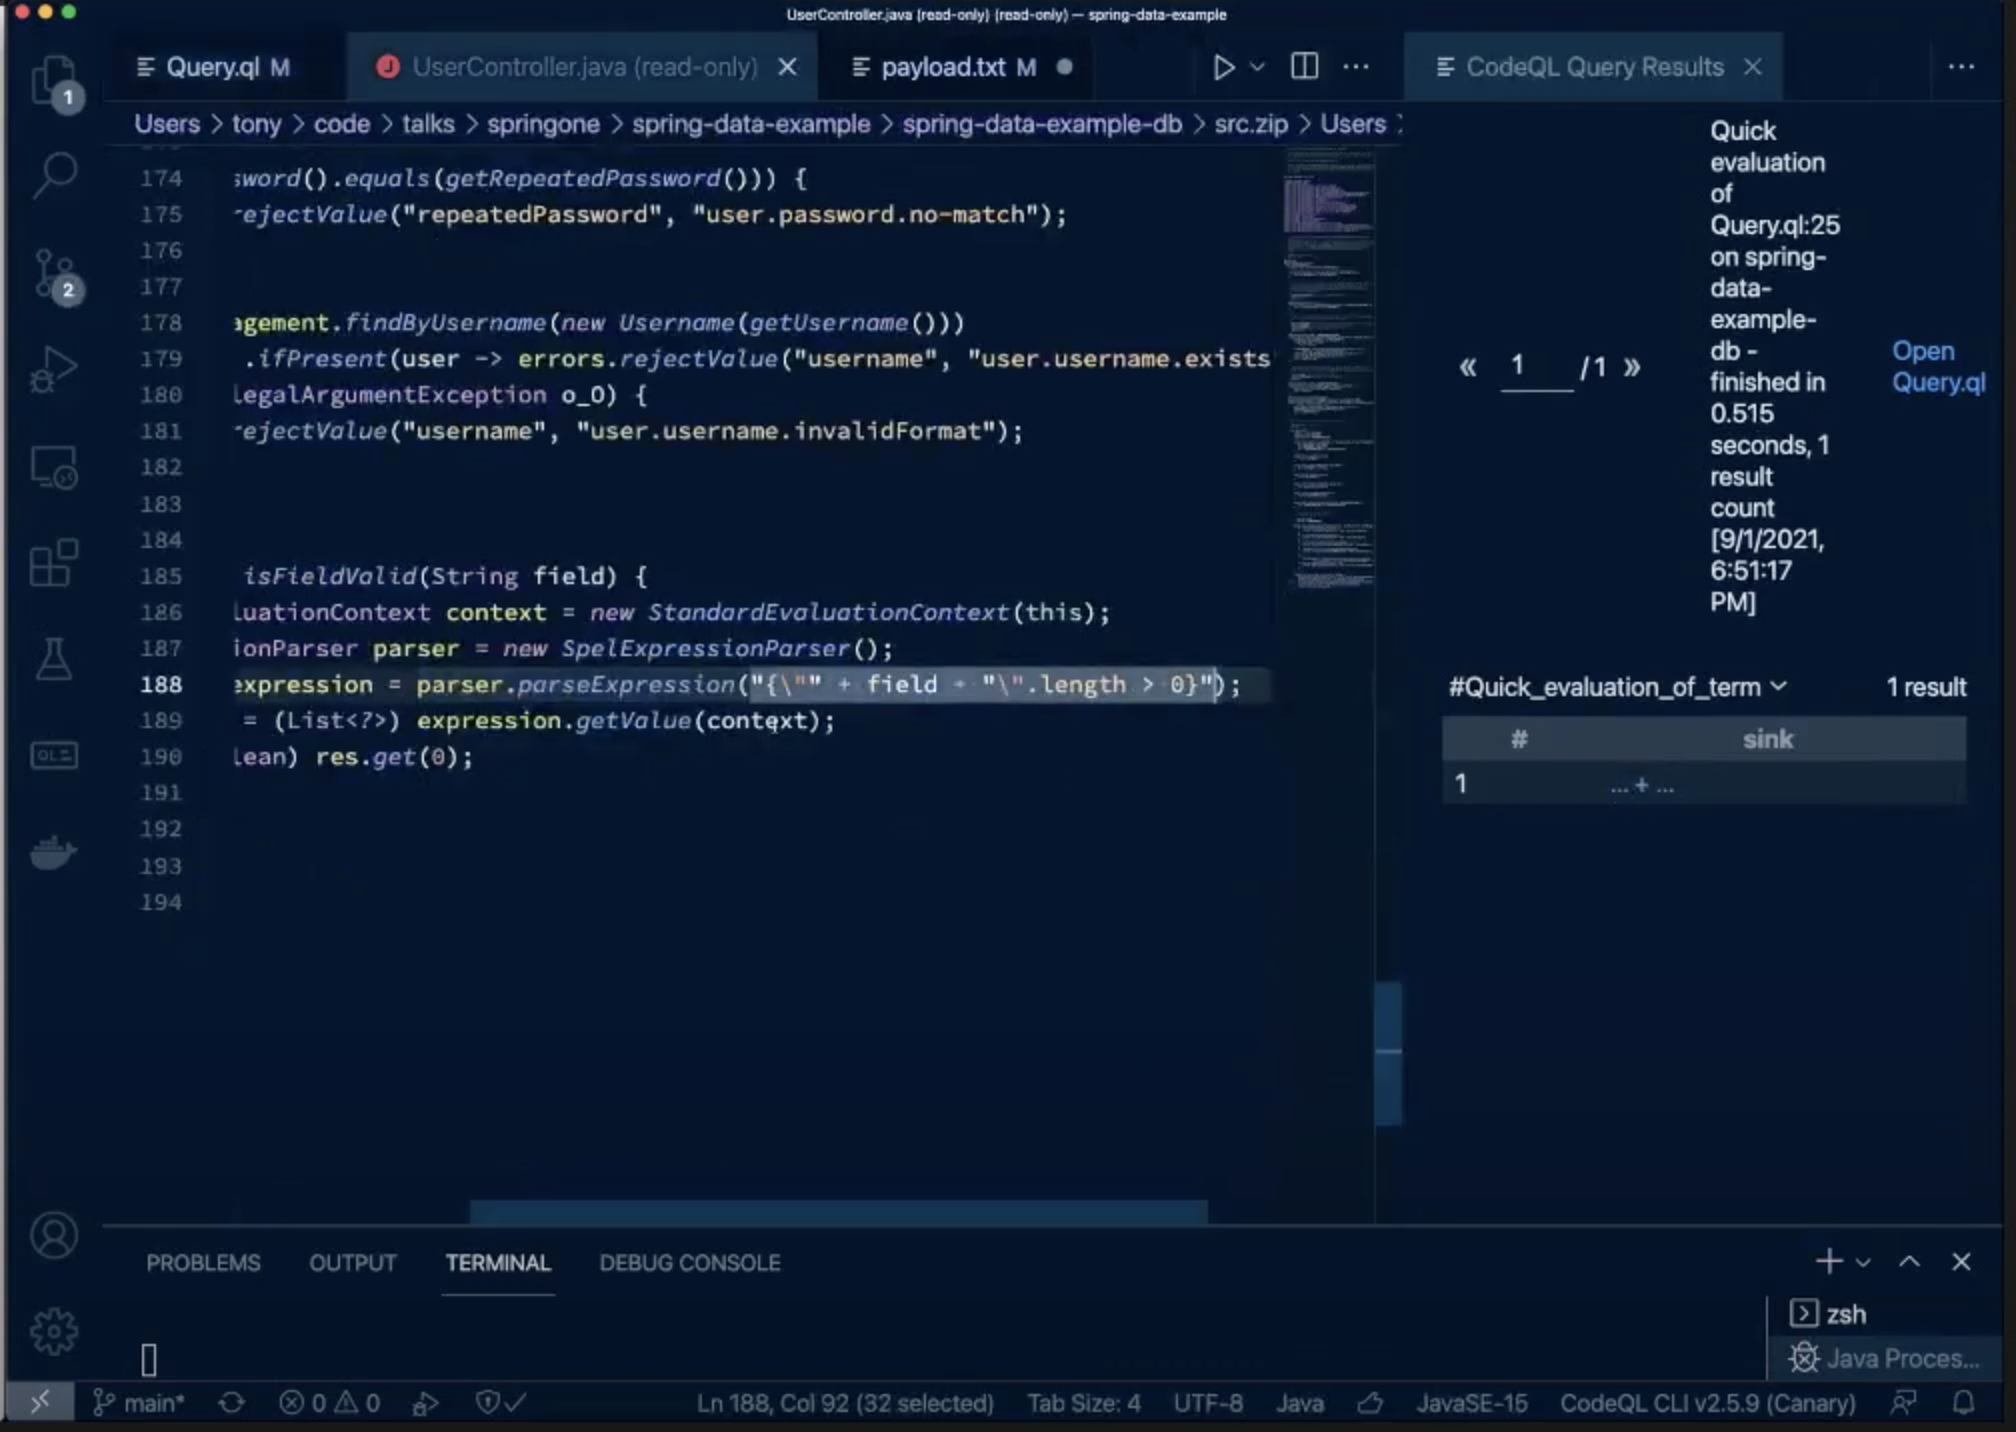 UserController.java (read-only) (read-only) — spring-data-example
Query.ql M
UserController.java (read-only)
payload.txt M
CodeQL Query Results
Users > tony > code > talks > springone > spring-data-example > spring-data-example-db > src.zip > Users
174 sword().equals(getRepeatedPassword())) {
175 rejectValue("repeatedPassword", "user.password.no-match");
176
177
178 agement.findByUsername(new Username(getUsername()))
179 .ifPresent(user -> errors.rejectValue("username", "user.username.exists
180 legalArgumentException o_O) {
181 rejectValue("username", "user.username.invalidFormat");
182
183
184
185 isFieldValid(String field) {
186 luationContext context = new StandardEvaluationContext(this);
187 ionParser parser = new SpelExpressionParser();
188 expression = parser.parseExpression("{\"" + field + "\".length > 0}");
189 = (List<?>) expression.getValue(context);
190 lean) res.get(0);
191
192
193
194
« 1 /1 »
Quick
evaluation
of
Query.ql:25
on spring-
data-
example-
db -
finished in
0.515
seconds, 1
result
count
[9/1/2021,
6:51:17
PM]
Open
Query.ql
#Quick_evaluation_of_term
1 result
# sink
1 ... + ...
1
2
PROBLEMS OUTPUT TERMINAL DEBUG CONSOLE
zsh
Java Proces...
main* 0 0
Ln 188, Col 92 (32 selected) Tab Size: 4 UTF-8 Java JavaSE-15 CodeQL CLI v2.5.9 (Canary)